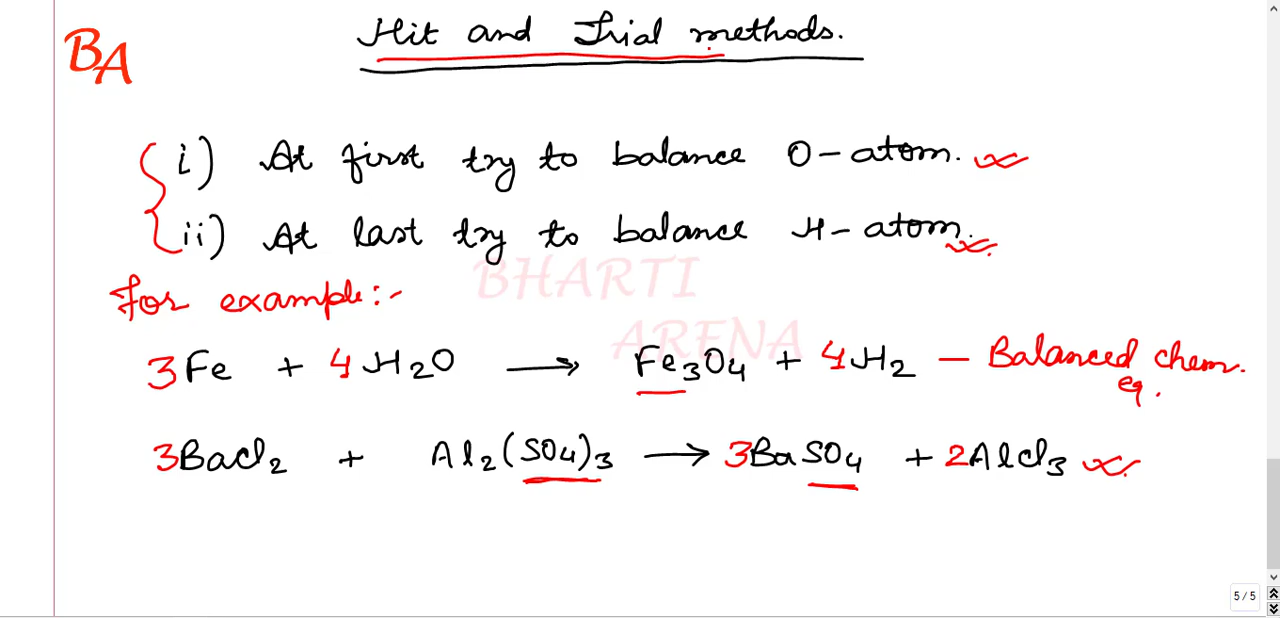 BA
Hit and Trial methods.
i) At first try to balance O-atom.
ii) At last try to balance H-atom.
BHARTI
ARENA
For example:-
3Fe + 4H2O → Fe3O4 + 4H2 — Balanced chem.
eq.
3BaCl2 + Al2(SO4)3 → 3BaSO4 + 2AlCl3
5 / 5